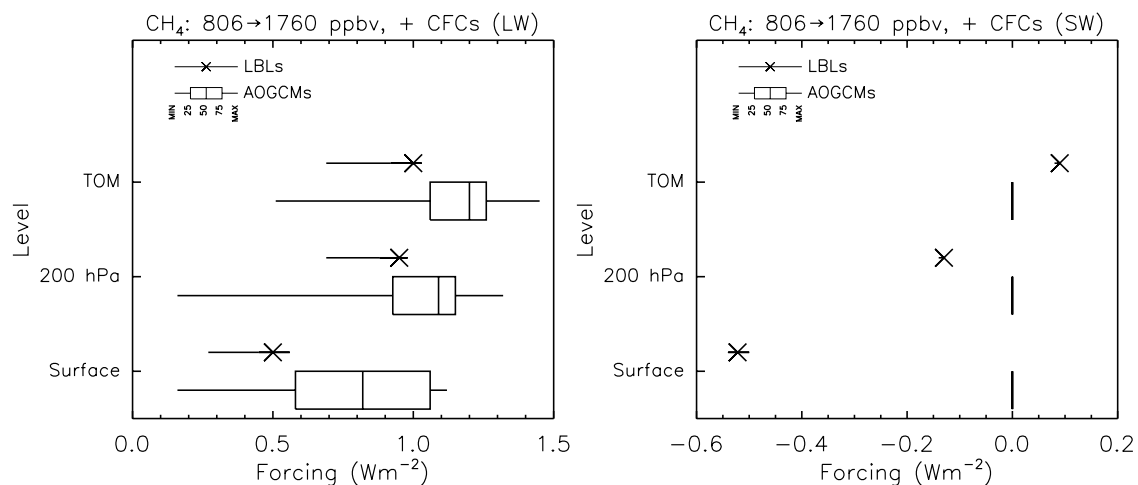 CH₄: 806→1760 ppbv, + CFCs (LW)
LBLs
AOGCMs
MIN 25 50 75 MAX
TOM
200 hPa
Surface
Level
0.0 0.5 1.0 1.5
Forcing (Wm⁻²)
CH₄: 806→1760 ppbv, + CFCs (SW)
LBLs
AOGCMs
MIN 25 50 75 MAX
TOM
200 hPa
Surface
Level
−0.6 −0.4 −0.2 0.0 0.2
Forcing (Wm⁻²)